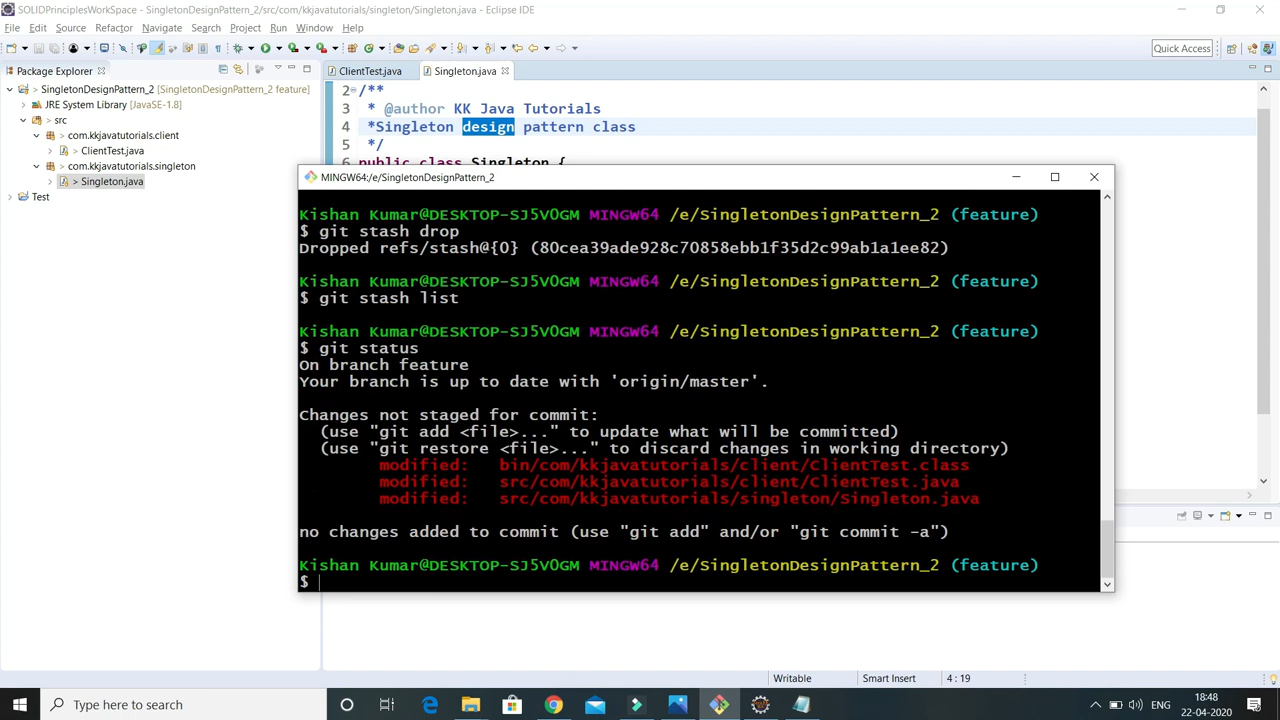 SOLIDPrinciplesWorkSpace - SingletonDesignPattern_2/src/com/kkjavatutorials/singleton/Singleton.java - Eclipse IDE
File Edit Source Refactor Navigate Search Project Run Window Help
Quick Access
Package Explorer
ClientTest.java
Singleton.java
> SingletonDesignPattern_2 [SingletonDesignPattern_2 feature]
JRE System Library [JavaSE-1.8]
> src
> com.kkjavatutorials.client
> ClientTest.java
> com.kkjavatutorials.singleton
> Singleton.java
Test
2 /**
3 * @author KK Java Tutorials
4 *Singleton design pattern class
5 */
6 public class Singleton {
MINGW64:/e/SingletonDesignPattern_2
Kishan Kumar@DESKTOP-SJ5V0GM MINGW64 /e/SingletonDesignPattern_2 (feature)
$ git stash drop
Dropped refs/stash@{0} (80cea39ade928c70858ebb1f35d2c99ab1a1ee82)
Kishan Kumar@DESKTOP-SJ5V0GM MINGW64 /e/SingletonDesignPattern_2 (feature)
$ git stash list
Kishan Kumar@DESKTOP-SJ5V0GM MINGW64 /e/SingletonDesignPattern_2 (feature)
$ git status
On branch feature
Your branch is up to date with 'origin/master'.
Changes not staged for commit:
(use "git add <file>..." to update what will be committed)
(use "git restore <file>..." to discard changes in working directory)
modified: bin/com/kkjavatutorials/client/ClientTest.class
modified: src/com/kkjavatutorials/client/ClientTest.java
modified: src/com/kkjavatutorials/singleton/Singleton.java
no changes added to commit (use "git add" and/or "git commit -a")
Kishan Kumar@DESKTOP-SJ5V0GM MINGW64 /e/SingletonDesignPattern_2 (feature)
$
Writable Smart Insert 4 : 19
Type here to search
ENG
18:48
22-04-2020